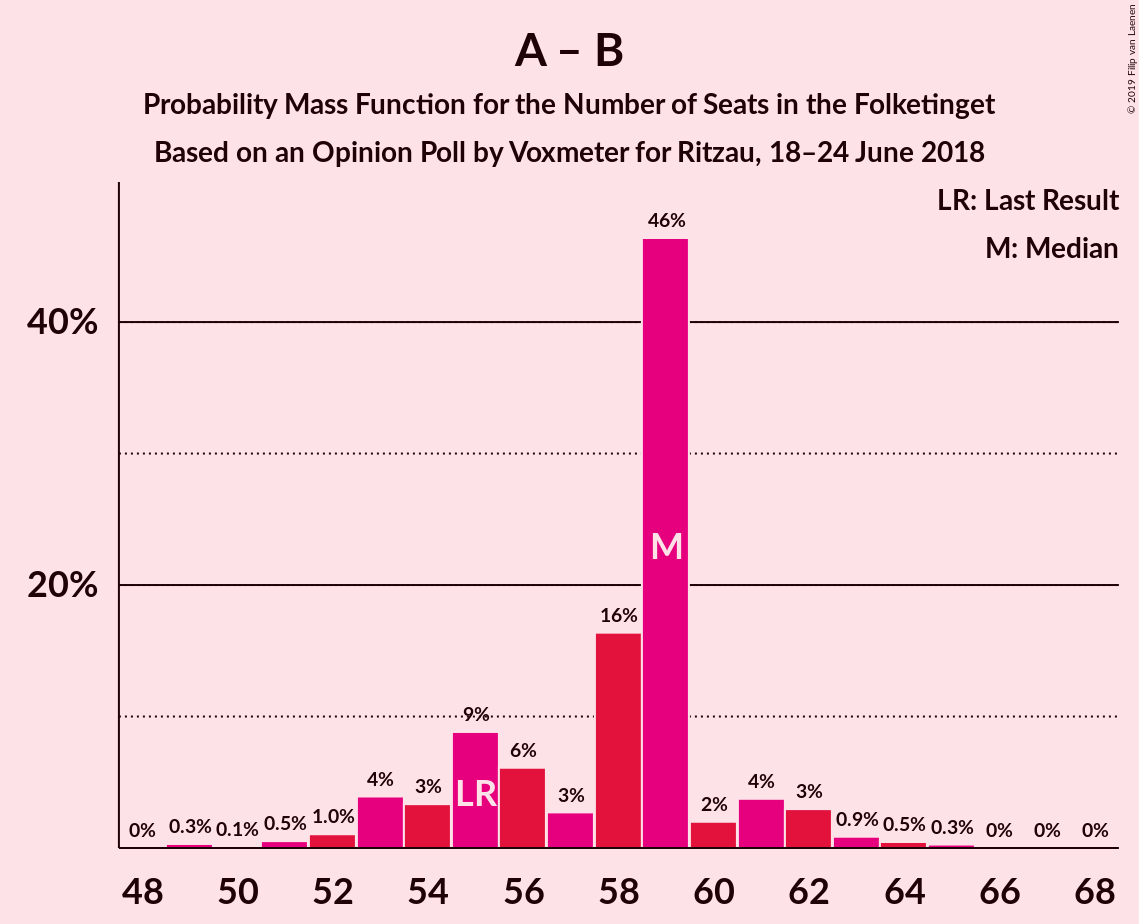 A – B
Probability Mass Function for the Number of Seats in the Folketinget
Based on an Opinion Poll by Voxmeter for Ritzau, 18–24 June 2018
© 2019 Filip van Laenen
LR: Last Result
M: Median
40%
20%
0%
0.3%
0.1%
0.5%
1.0%
4%
3%
9%
6%
3%
16%
46%
2%
4%
3%
0.9%
0.5%
0.3%
0%
0%
0%
LR
M
48 50 52 54 56 58 60 62 64 66 68